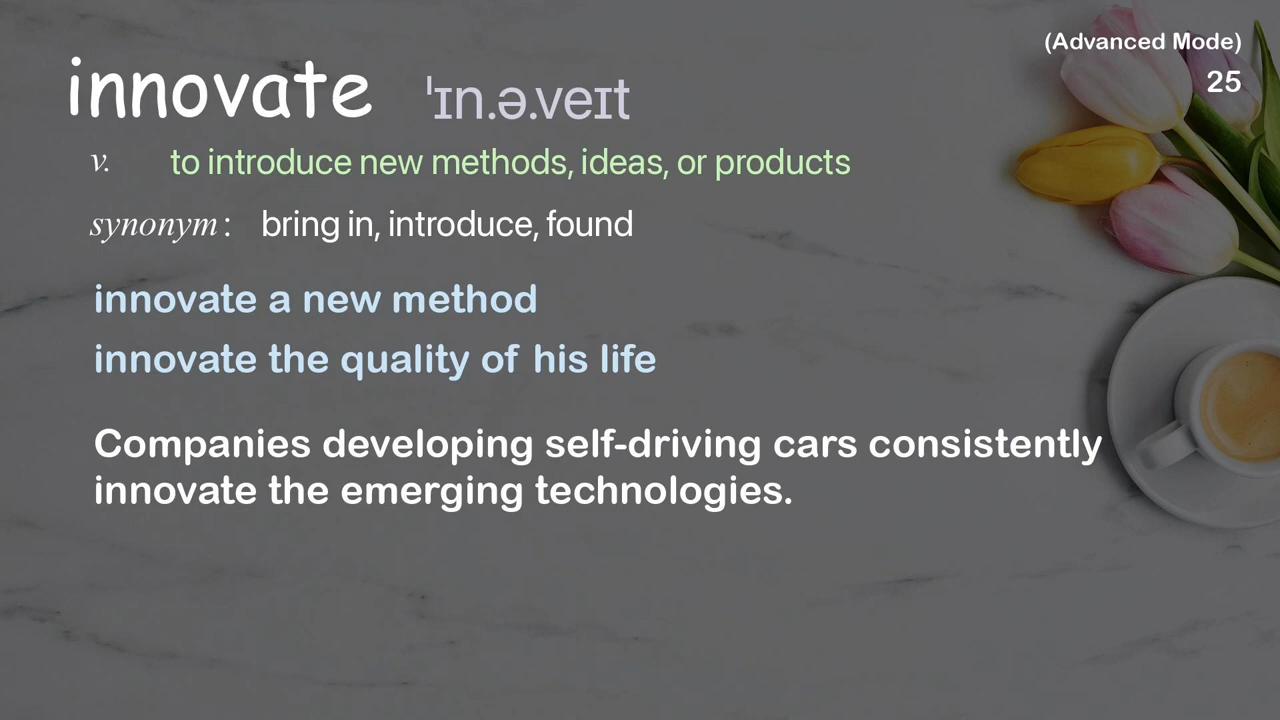 (Advanced Mode)
25
innovate ˈɪn.ə.veɪt
v. to introduce new methods, ideas, or products
synonym: bring in, introduce, found
innovate a new method
innovate the quality of his life
Companies developing self-driving cars consistently
innovate the emerging technologies.